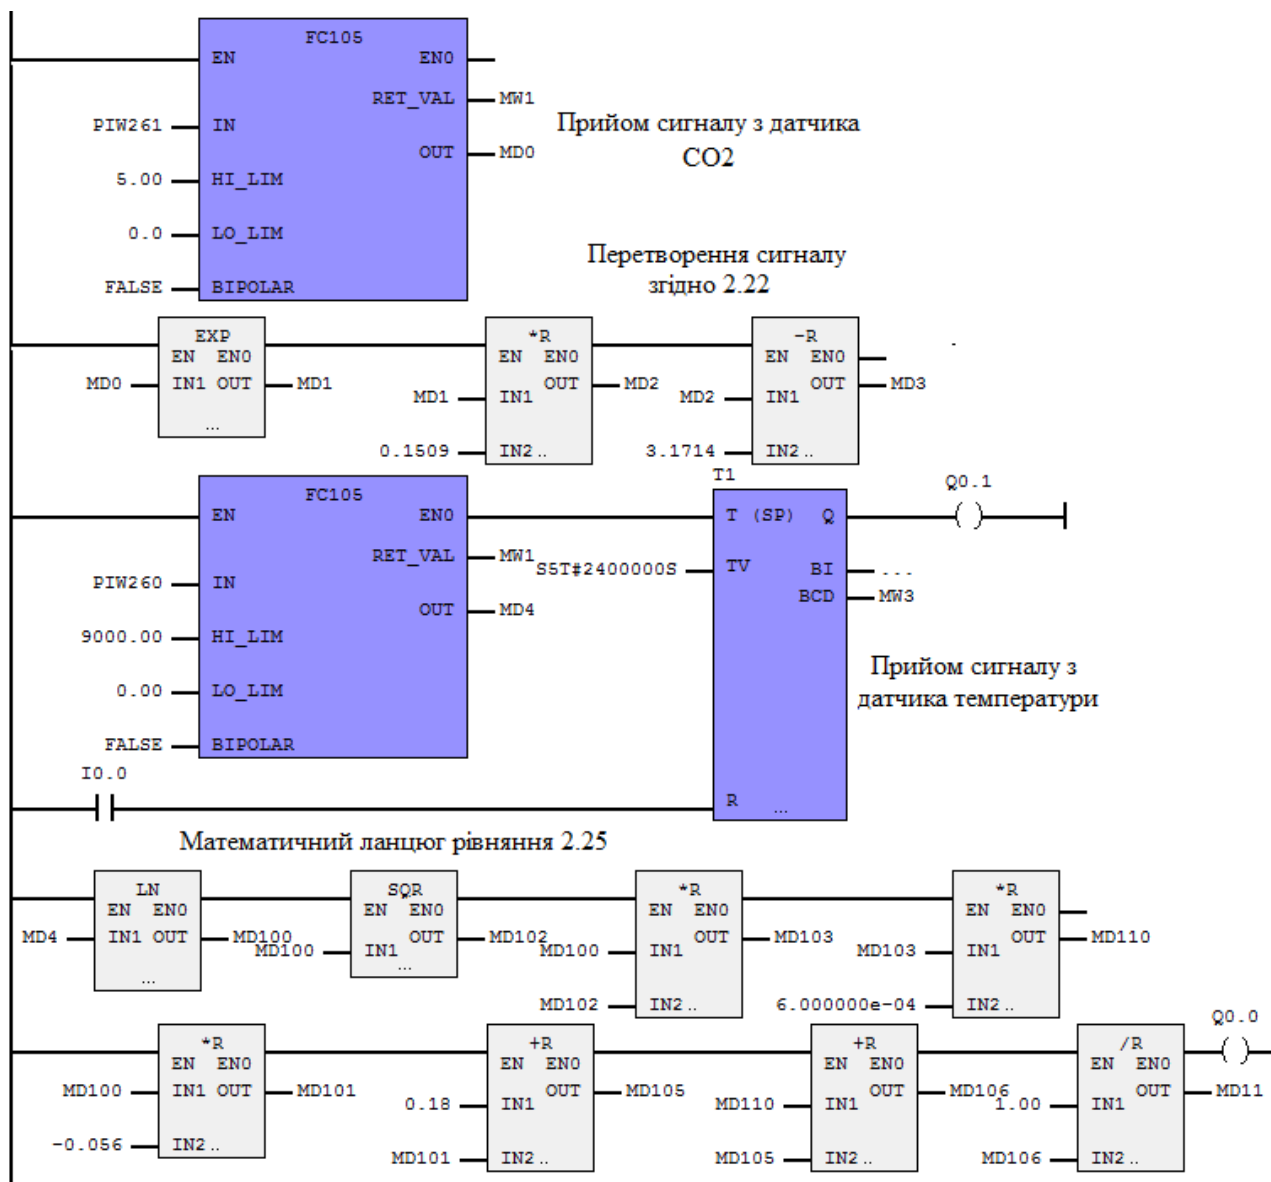 FC105
EN ENO
RET_VAL MW1
PIW261 IN
OUT MD0
5.00 HI_LIM
0.0 LO_LIM
FALSE BIPOLAR
Прийом сигналу з датчика
CO2
Перетворення сигналу
згідно 2.22
EXP *R -R
EN ENO EN ENO EN ENO
MD0 IN1 OUT MD1 MD1 IN1 OUT MD2 MD2 IN1 OUT MD3
...
0.1509 IN2.. 3.1714 IN2..
T1
FC105 Q0.1
EN ENO T (SP) Q ( )
RET_VAL MW1 S5T#2400000S TV BI ...
PIW260 IN BCD MW3
OUT MD4
9000.00 HI_LIM
0.00 LO_LIM
FALSE BIPOLAR
Прийом сигналу з
датчика температури
I0.0
R ...
Математичний ланцюг рівняння 2.25
LN SQR *R *R
EN ENO EN ENO EN ENO EN ENO
MD4 IN1 OUT MD100 MD100 IN1 OUT MD102 MD100 IN1 OUT MD103 MD103 IN1 OUT MD110
... ...
MD102 IN2.. 6.000000e-04 IN2..
Q0.0
*R +R +R /R ( )
EN ENO EN ENO EN ENO EN ENO
MD100 IN1 OUT MD101 0.18 IN1 OUT MD105 MD110 IN1 OUT MD106 1.00 IN1 OUT MD11
-0.056 IN2.. MD101 IN2.. MD105 IN2.. MD106 IN2..